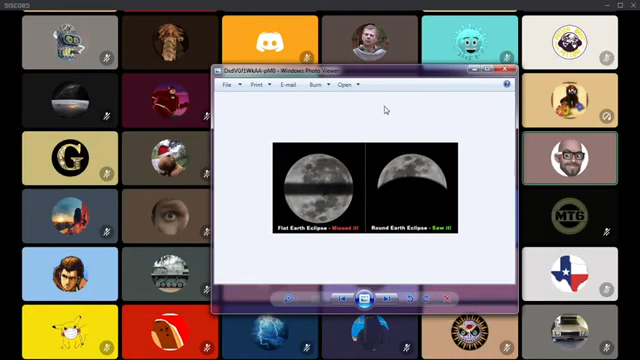 DISCORD
DxdVGf1WkAA-pM0 - Windows Photo Viewer
File Print E-mail Burn Open
Flat Earth Eclipse - Missed it! Round Earth Eclipse - Saw it!
G
MT6